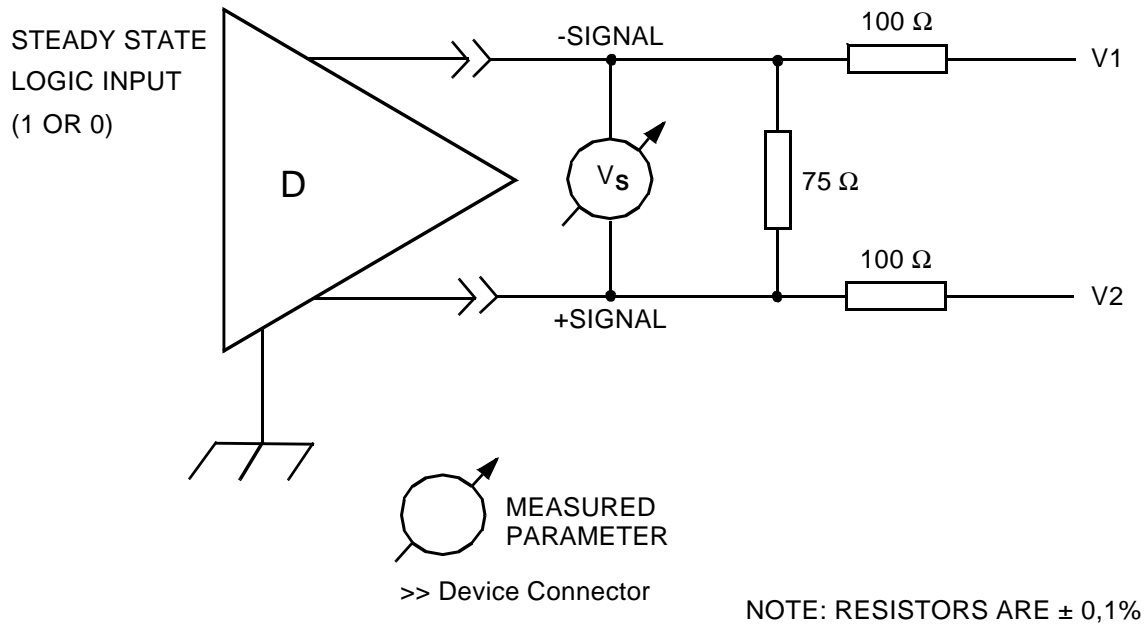 STEADY STATE
LOGIC INPUT
(1 OR 0)
D
-SIGNAL
100 Ω
V1
VS
75 Ω
100 Ω
V2
+SIGNAL
MEASURED
PARAMETER
>> Device Connector
NOTE: RESISTORS ARE ± 0,1%